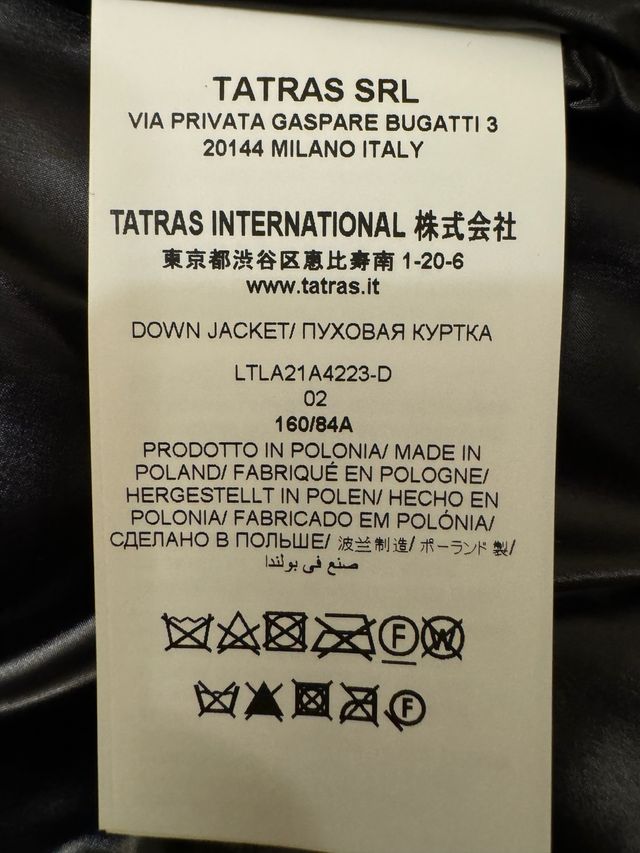 TATRAS SRL
VIA PRIVATA GASPARE BUGATTI 3
20144 MILANO ITALY
TATRAS INTERNATIONAL 株式会社
東京都渋谷区恵比寿南 1-20-6
www.tatras.it
DOWN JACKET/ ПУХОВАЯ КУРТКА
LTLA21A4223-D
02
160/84A
PRODOTTO IN POLONIA/ MADE IN
POLAND/ FABRIQUÉ EN POLOGNE/
HERGESTELLT IN POLEN/ HECHO EN
POLONIA/ FABRICADO EM POLÓNIA/
СДЕЛАНО В ПОЛЬШЕ/ 波兰制造/ ポーランド 製/
صنع في بولندا
F W
F